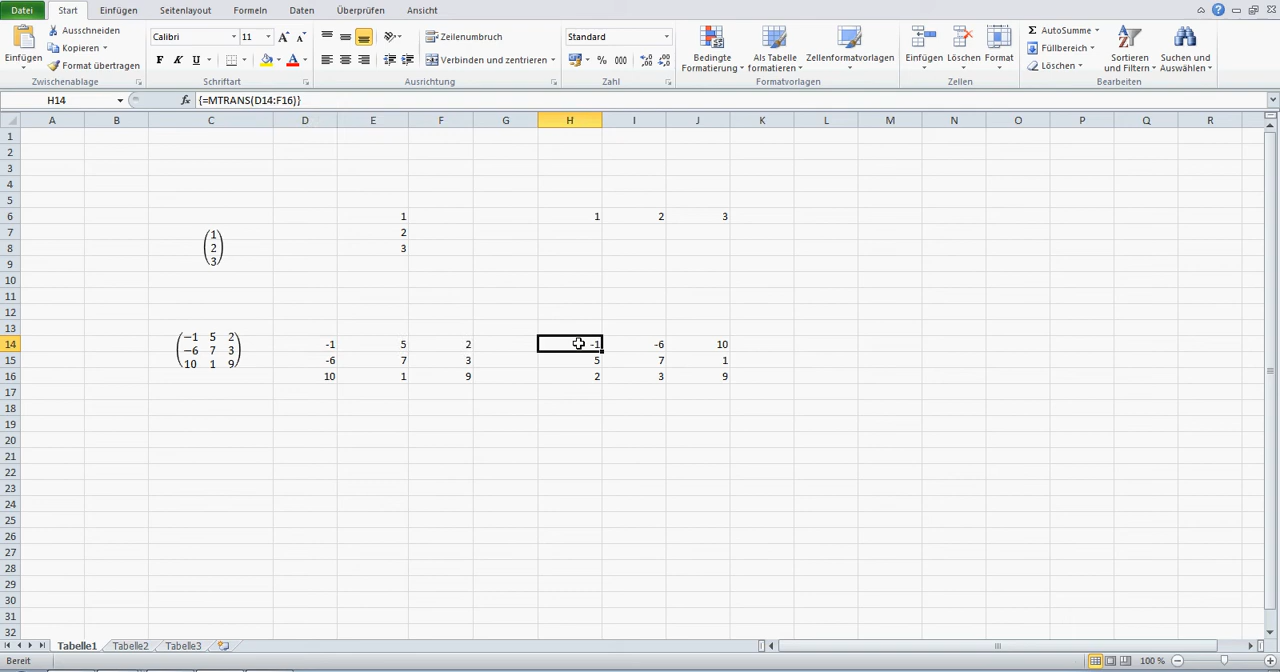 Datei Start Einfügen Seitenlayout Formeln Daten Überprüfen Ansicht
Einfügen
Ausschneiden
Kopieren
Format übertragen
Zwischenablage
Calibri 11
F K U
Schriftart
Zeilenumbruch
Verbinden und zentrieren
Ausrichtung
Standard
% 000
Zahl
Bedingte Formatierung
Als Tabelle formatieren
Zellenformatvorlagen
Formatvorlagen
Einfügen Löschen Format
Zellen
Σ AutoSumme
Füllbereich
Löschen
Sortieren und Filtern
Suchen und Auswählen
Bearbeiten
H14 fx {=MTRANS(D14:F16)}
A B C D E F G H I J K L M N O P Q R
1
2
3
4
5
6 1 1 2 3
7 2
8 3
9
1
2
3
10
11
12
13
14 -1 5 2 -1 -6 10
15 -6 7 3 5 7 1
16 10 1 9 2 3 9
−1 5 2
−6 7 3
10 1 9
17
18
19
20
21
22
23
24
25
26
27
28
29
30
31
32
Tabelle1 Tabelle2 Tabelle3
Bereit 100 %